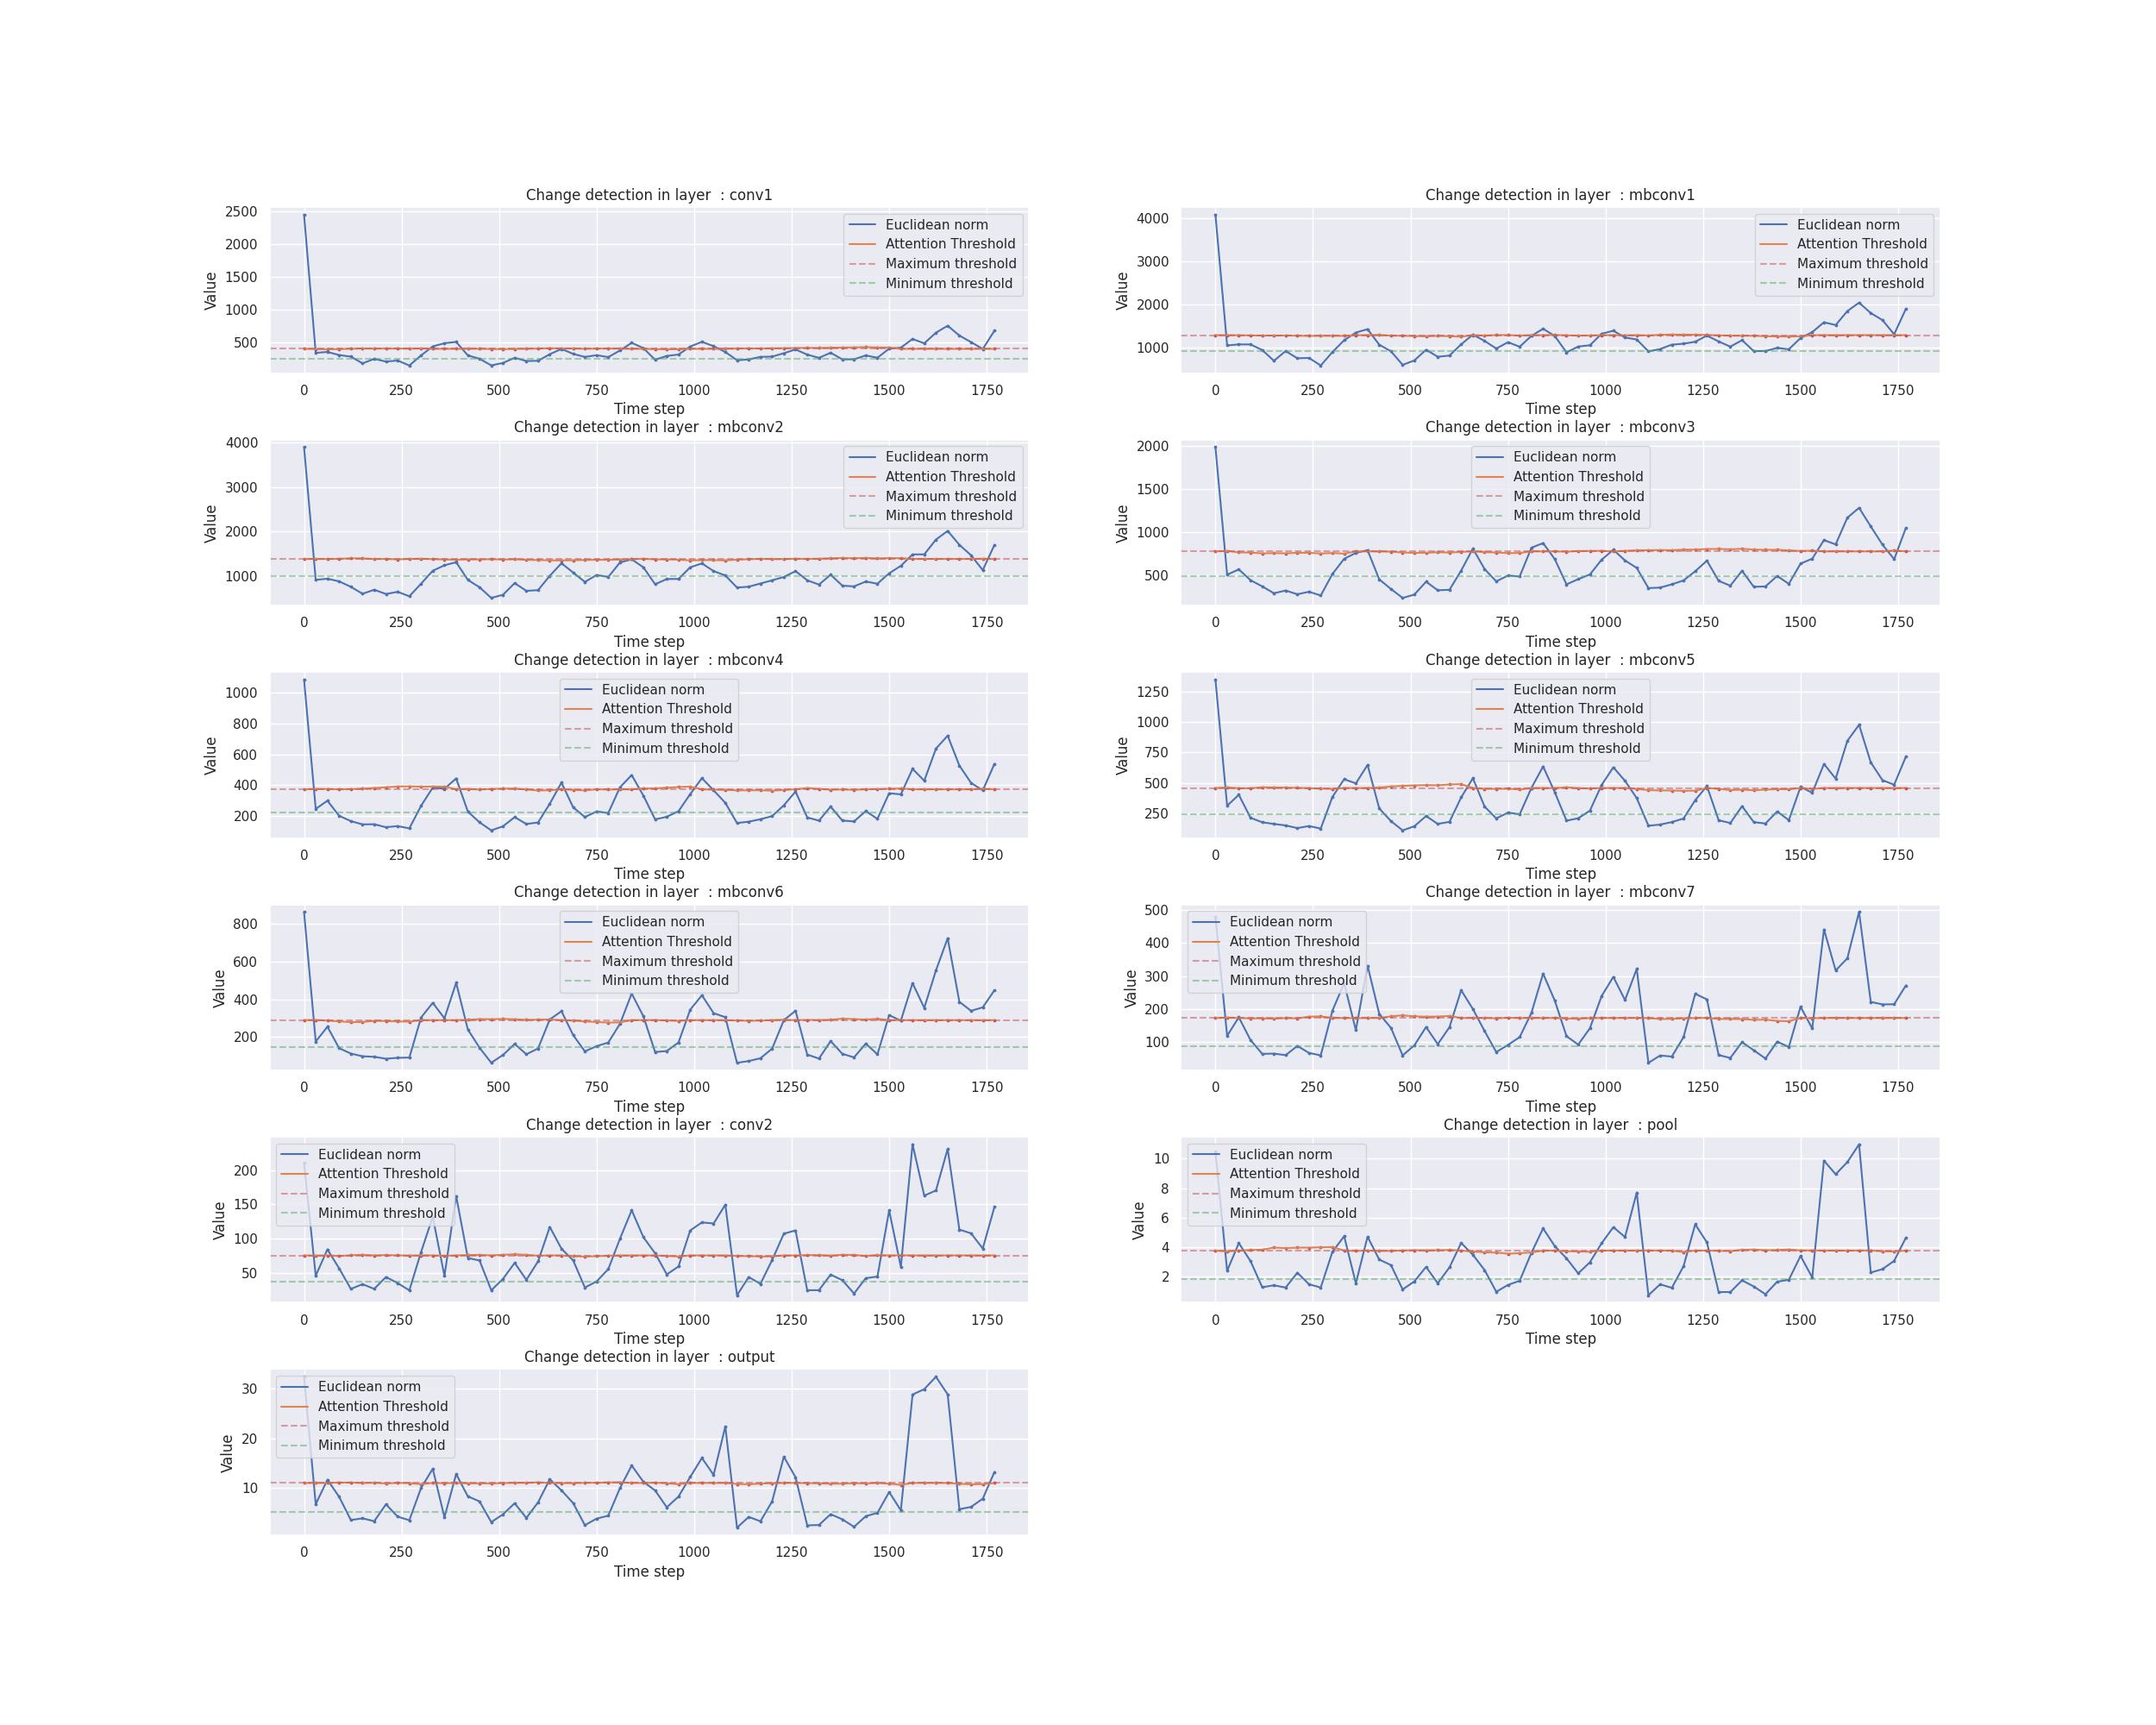 Change detection in layer  : conv1
Value
2500
2000
1500
1000
500
Euclidean norm
Attention Threshold
Maximum threshold
Minimum threshold
0 250 500 750 1000 1250 1500 1750
Time step
Change detection in layer  : mbconv1
Value
4000
3000
2000
1000
Euclidean norm
Attention Threshold
Maximum threshold
Minimum threshold
0 250 500 750 1000 1250 1500 1750
Time step
Change detection in layer  : mbconv2
Value
4000
3000
2000
1000
Euclidean norm
Attention Threshold
Maximum threshold
Minimum threshold
0 250 500 750 1000 1250 1500 1750
Time step
Change detection in layer  : mbconv3
Value
2000
1500
1000
500
Euclidean norm
Attention Threshold
Maximum threshold
Minimum threshold
0 250 500 750 1000 1250 1500 1750
Time step
Change detection in layer  : mbconv4
Value
1000
800
600
400
200
Euclidean norm
Attention Threshold
Maximum threshold
Minimum threshold
0 250 500 750 1000 1250 1500 1750
Time step
Change detection in layer  : mbconv5
Value
1250
1000
750
500
250
Euclidean norm
Attention Threshold
Maximum threshold
Minimum threshold
0 250 500 750 1000 1250 1500 1750
Time step
Change detection in layer  : mbconv6
Value
800
600
400
200
Euclidean norm
Attention Threshold
Maximum threshold
Minimum threshold
0 250 500 750 1000 1250 1500 1750
Time step
Change detection in layer  : mbconv7
Value
500
400
300
200
100
Euclidean norm
Attention Threshold
Maximum threshold
Minimum threshold
0 250 500 750 1000 1250 1500 1750
Time step
Change detection in layer  : conv2
Value
200
150
100
50
Euclidean norm
Attention Threshold
Maximum threshold
Minimum threshold
0 250 500 750 1000 1250 1500 1750
Time step
Change detection in layer  : pool
Value
10
8
6
4
2
Euclidean norm
Attention Threshold
Maximum threshold
Minimum threshold
0 250 500 750 1000 1250 1500 1750
Time step
Change detection in layer  : output
Value
30
20
10
Euclidean norm
Attention Threshold
Maximum threshold
Minimum threshold
0 250 500 750 1000 1250 1500 1750
Time step